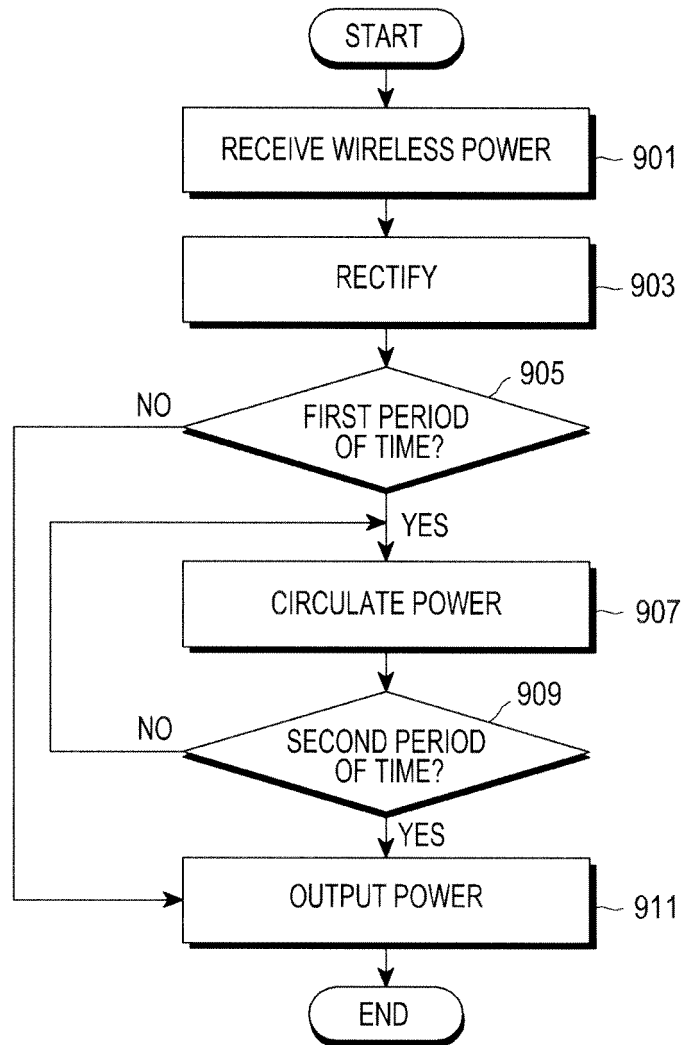 START
RECEIVE WIRELESS POWER
901
RECTIFY
903
905
NO
FIRST PERIOD
OF TIME?
YES
CIRCULATE POWER
907
909
NO
SECOND PERIOD
OF TIME?
YES
OUTPUT POWER
911
END